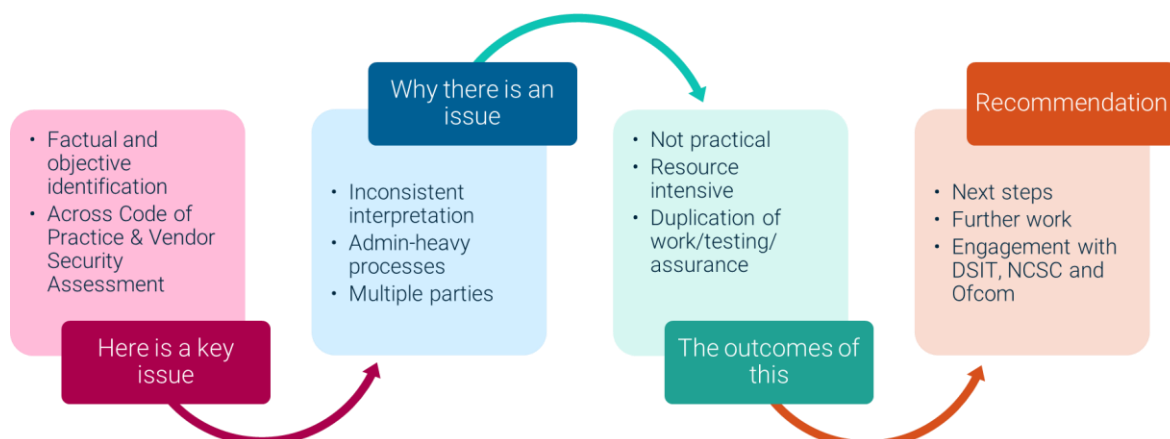 • Factual and
objective
identification
• Across Code of
Practice & Vendor
Security
Assessment
Here is a key
issue
Why there is an
issue
• Inconsistent
interpretation
• Admin-heavy
processes
• Multiple parties
• Not practical
• Resource
intensive
• Duplication of
work/testing/
assurance
The outcomes of
this
Recommendation
• Next steps
• Further work
• Engagement with
DSIT, NCSC and
Ofcom